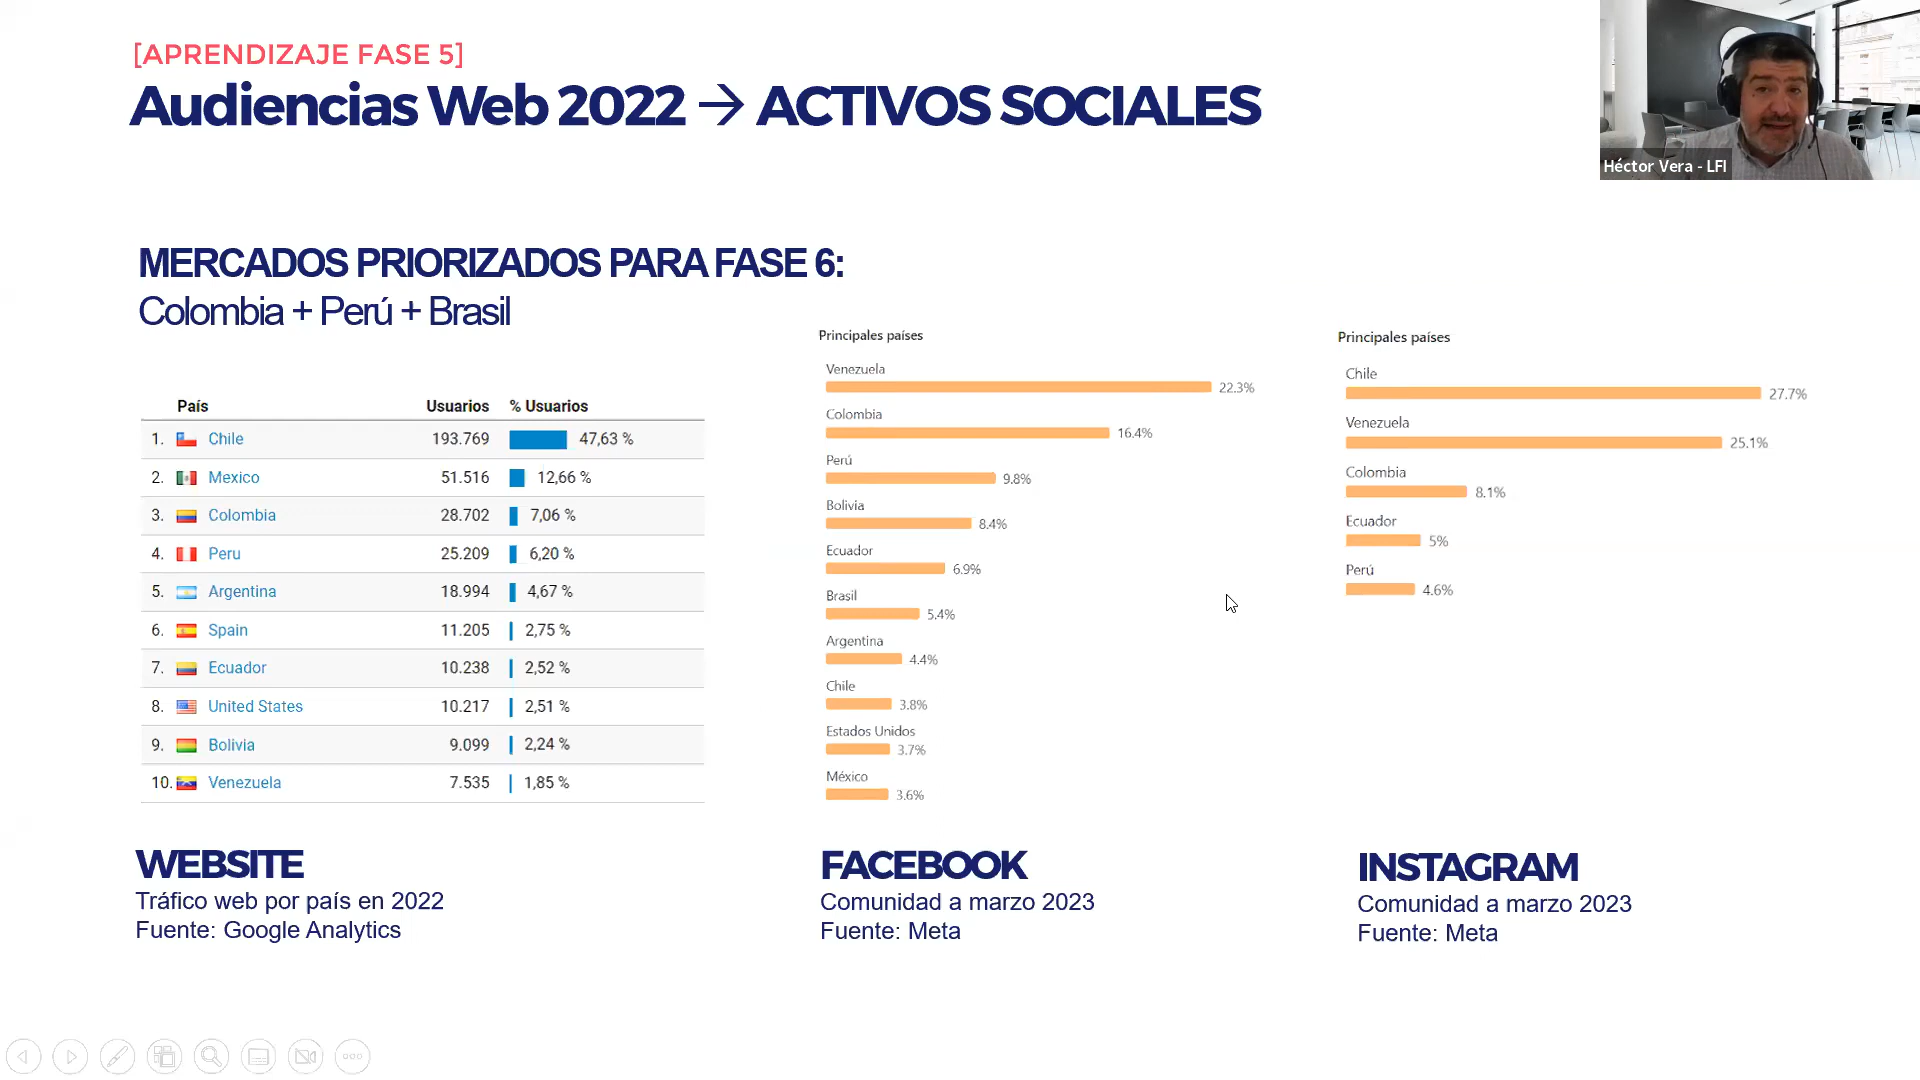 [APRENDIZAJE FASE 5]
Audiencias Web 2022 → ACTIVOS SOCIALES
Héctor Vera - LFI
MERCADOS PRIORIZADOS PARA FASE 6:
Colombia + Perú + Brasil
País Usuarios % Usuarios
1. Chile 193.769 47,63 %
2. Mexico 51.516 12,66 %
3. Colombia 28.702 7,06 %
4. Peru 25.209 6,20 %
5. Argentina 18.994 4,67 %
6. Spain 11.205 2,75 %
7. Ecuador 10.238 2,52 %
8. United States 10.217 2,51 %
9. Bolivia 9.099 2,24 %
10. Venezuela 7.535 1,85 %
WEBSITE
Tráfico web por país en 2022
Fuente: Google Analytics
Principales países
Venezuela
22.3%
Colombia
16.4%
Perú
9.8%
Bolivia
8.4%
Ecuador
6.9%
Brasil
5.4%
Argentina
4.4%
Chile
3.8%
Estados Unidos
3.7%
México
3.6%
FACEBOOK
Comunidad a marzo 2023
Fuente: Meta
Principales países
Chile
27.7%
Venezuela
25.1%
Colombia
8.1%
Ecuador
5%
Perú
4.6%
INSTAGRAM
Comunidad a marzo 2023
Fuente: Meta